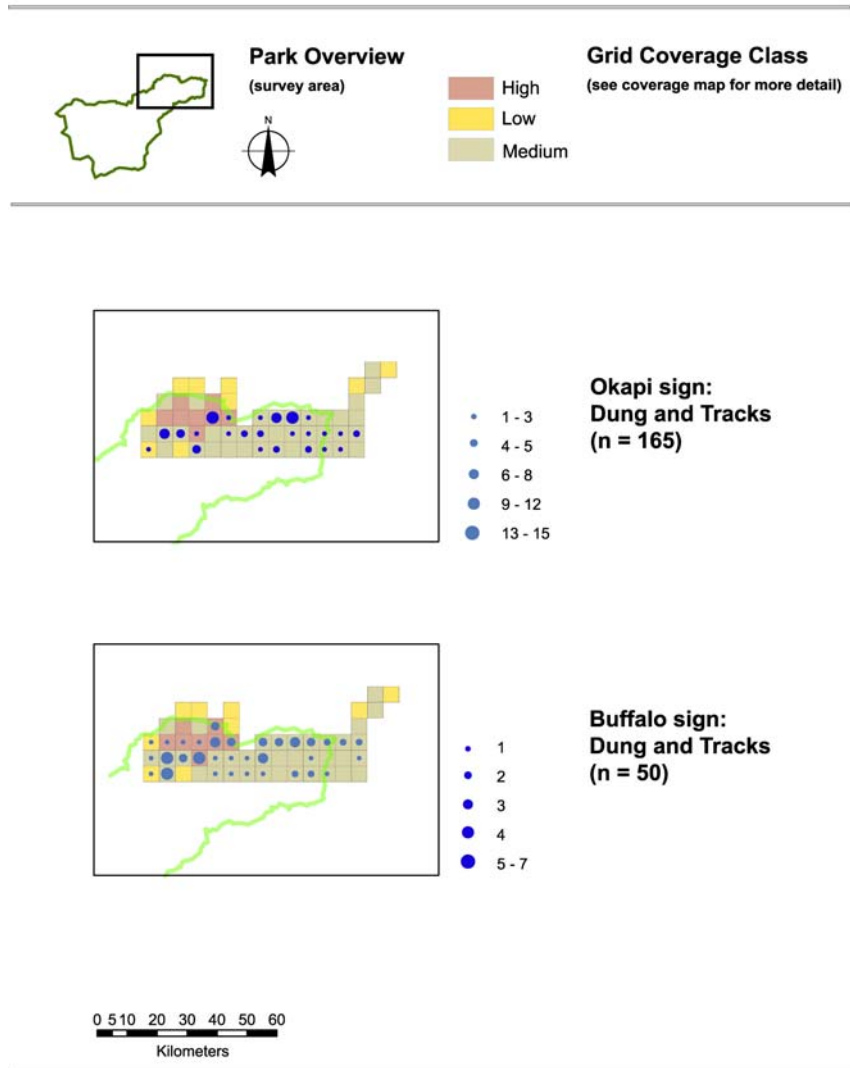 Park Overview
(survey area)
N
High
Low
Medium
Grid Coverage Class
(see coverage map for more detail)
1 - 3
4 - 5
6 - 8
9 - 12
13 - 15
Okapi sign:
Dung and Tracks
(n = 165)
1
2
3
4
5 - 7
Buffalo sign:
Dung and Tracks
(n = 50)
0 5 10 20 30 40 50 60
Kilometers